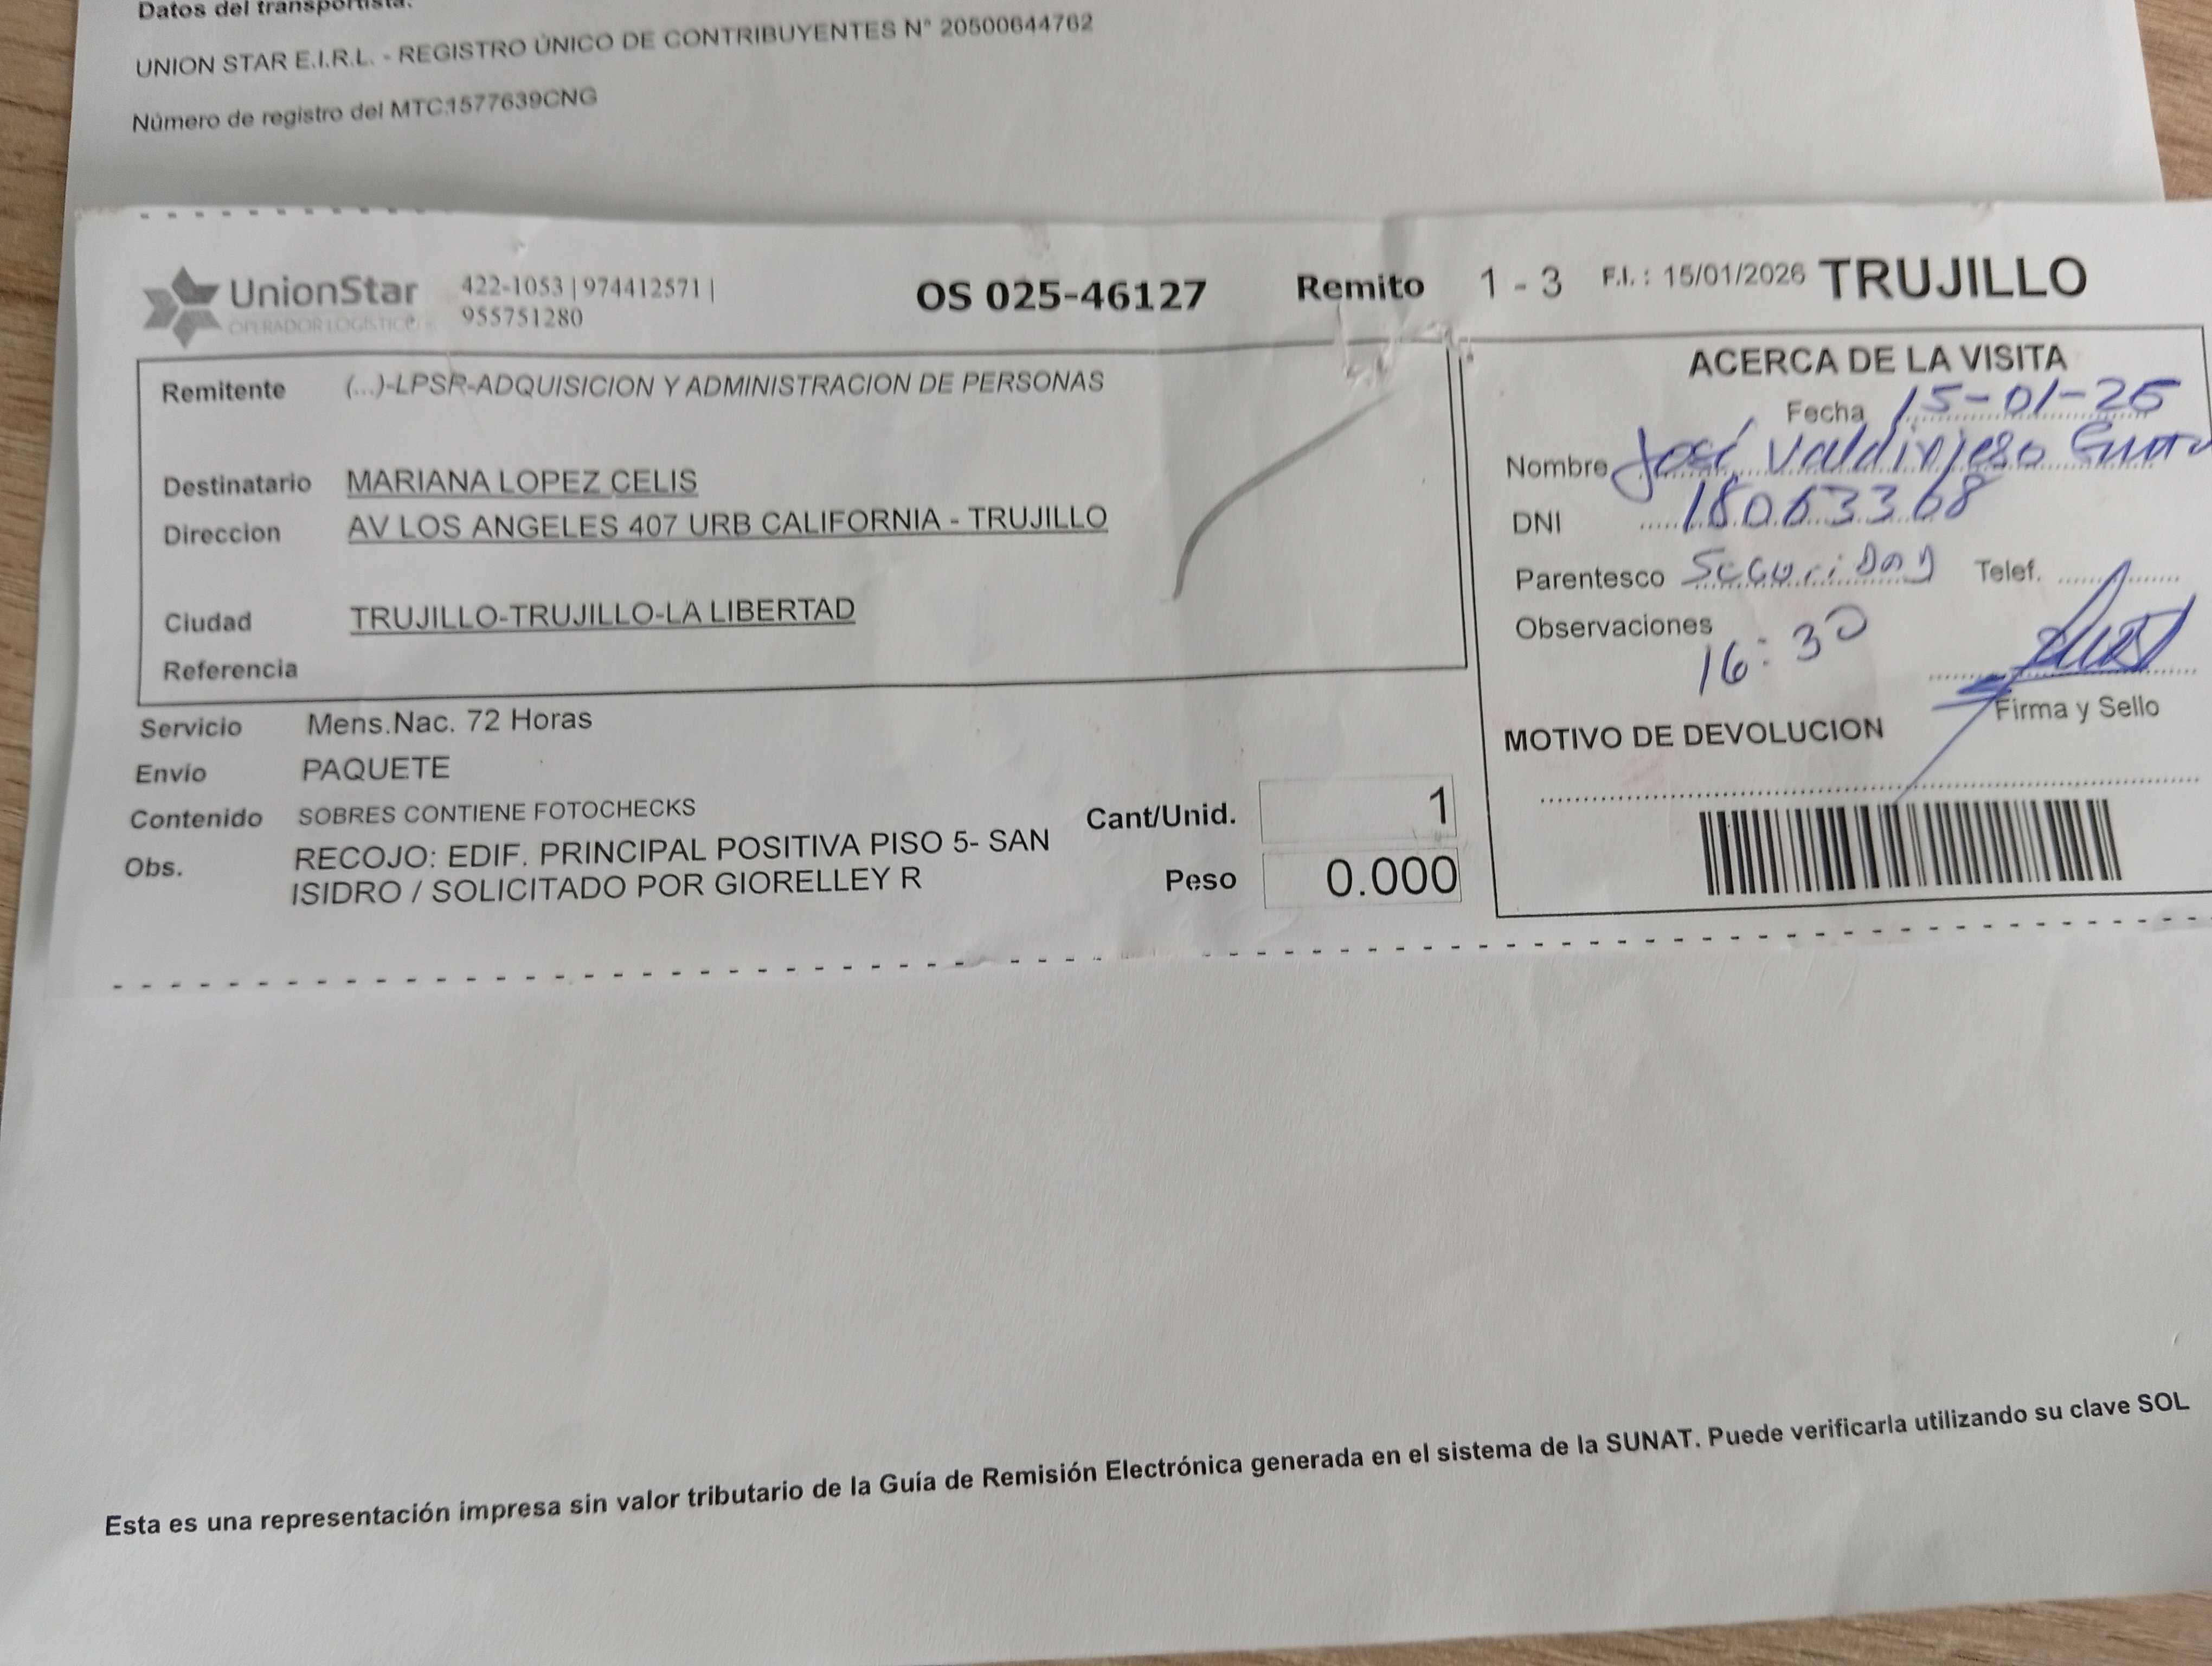 Datos del transportista:
UNION STAR E.I.R.L. - REGISTRO ÚNICO DE CONTRIBUYENTES N° 20500644762
Número de registro del MTC:1577639CNG
UnionStar
OPERADOR LOGÍSTICO
422-1053 | 974412571 |
955751280
OS 025-46127
Remito 1 - 3
F.I. : 15/01/2026
TRUJILLO
Remitente (...)-LPSR-ADQUISICION Y ADMINISTRACION DE PERSONAS
Destinatario MARIANA LOPEZ CELIS
Direccion AV LOS ANGELES 407 URB CALIFORNIA - TRUJILLO
Ciudad TRUJILLO-TRUJILLO-LA LIBERTAD
Referencia
Servicio Mens.Nac. 72 Horas
Envio PAQUETE
Contenido SOBRES CONTIENE FOTOCHECKS
Obs. RECOJO: EDIF. PRINCIPAL POSITIVA PISO 5- SAN
ISIDRO / SOLICITADO POR GIORELLEY R
Cant/Unid. 1
Peso 0.000
ACERCA DE LA VISITA
Fecha 15-01-26
Nombre José Valdivieso
DNI 18063368
Parentesco Seguridad Telef.
Observaciones
16:30
Firma y Sello
MOTIVO DE DEVOLUCION
Esta es una representación impresa sin valor tributario de la Guía de Remisión Electrónica generada en el sistema de la SUNAT. Puede verificarla utilizando su clave SOL